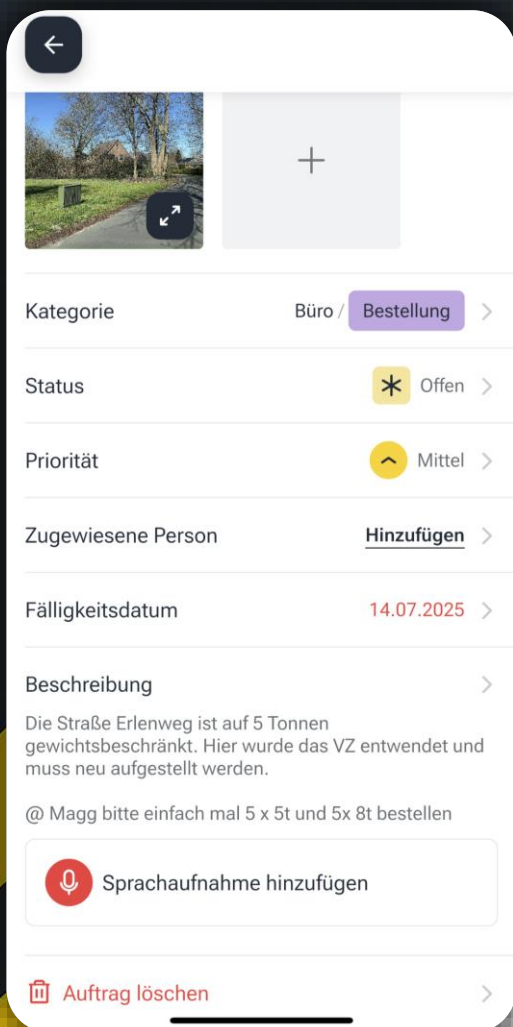 Kategorie Büro / Bestellung
Status Offen
Priorität Mittel
Zugewiesene Person Hinzufügen
Fälligkeitsdatum 14.07.2025
Beschreibung
Die Straße Erlenweg ist auf 5 Tonnen
gewichtsbeschränkt. Hier wurde das VZ entwendet und
muss neu aufgestellt werden.
@ Magg bitte einfach mal 5 x 5t und 5x 8t bestellen
Sprachaufnahme hinzufügen
Auftrag löschen